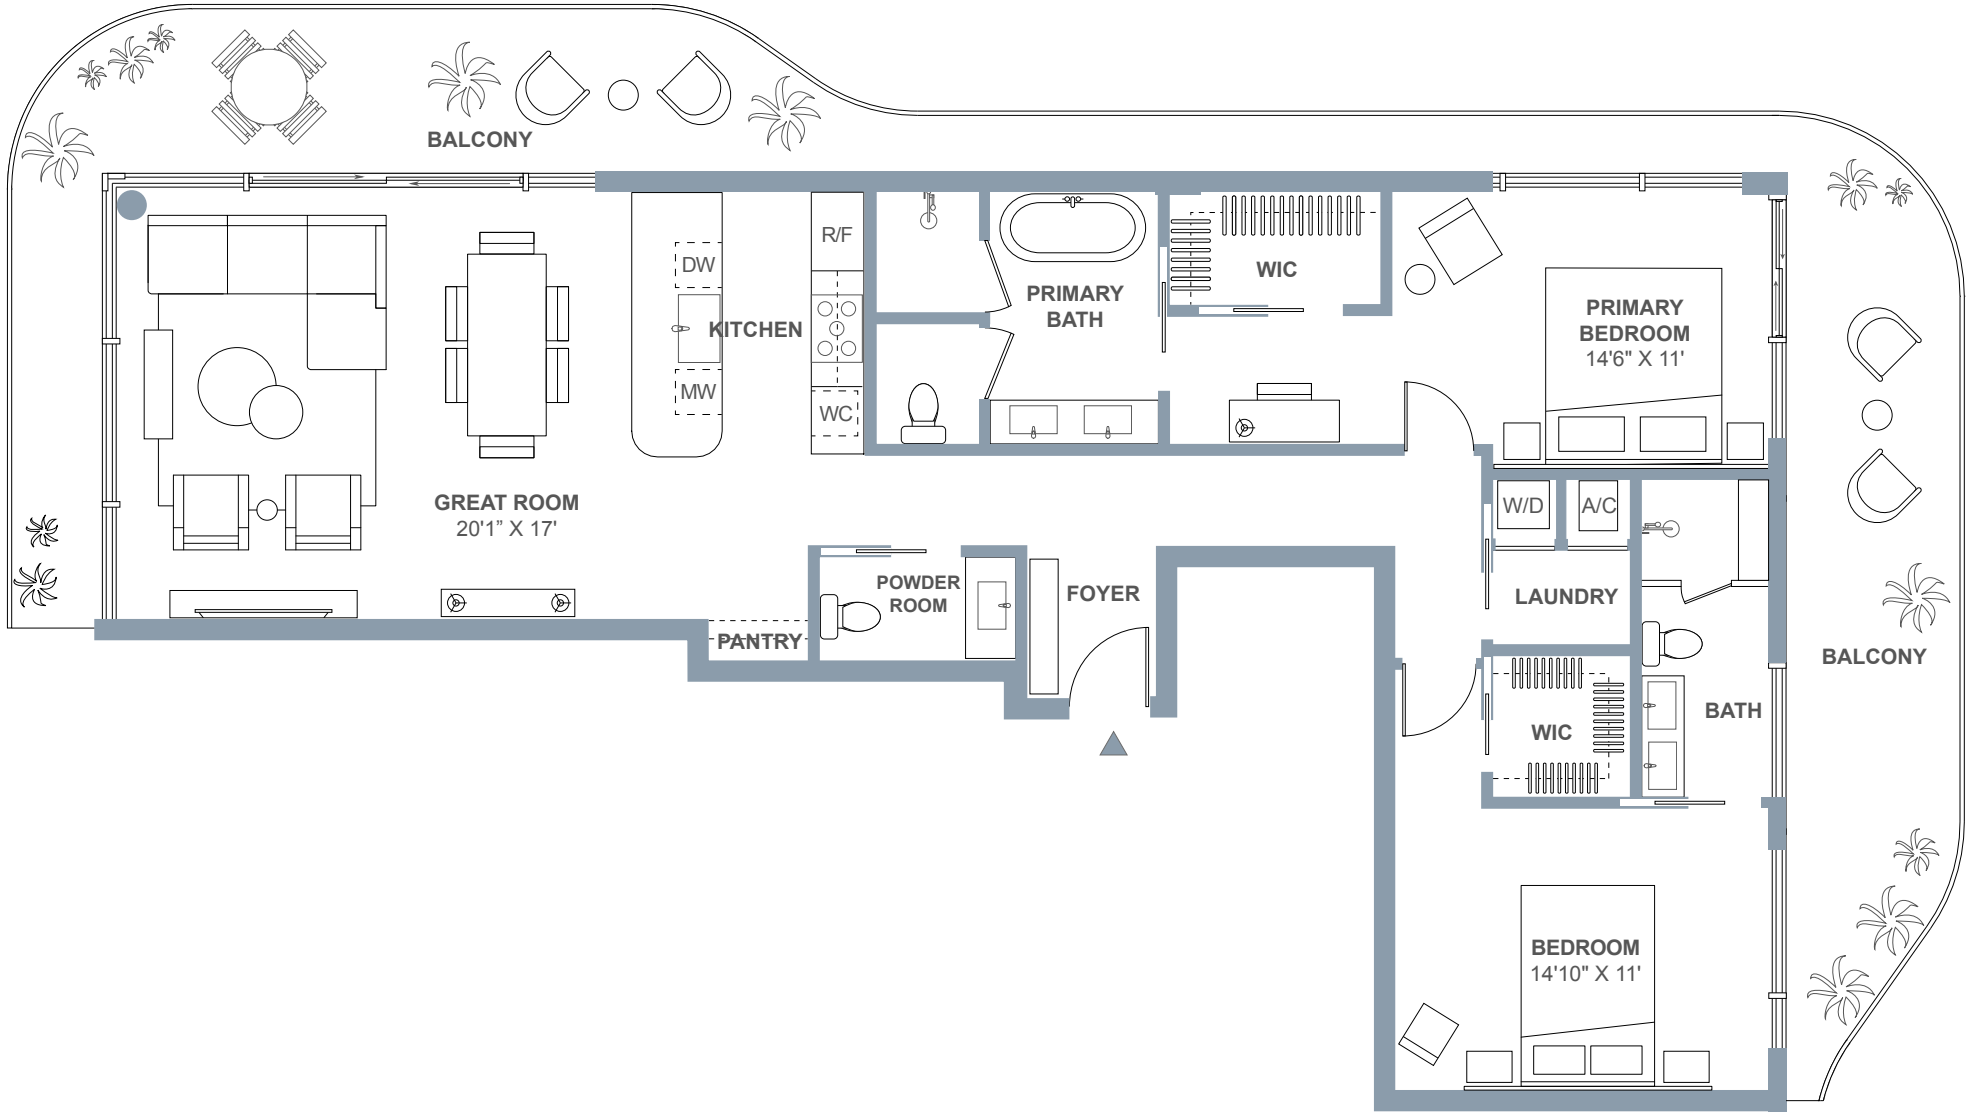 BALCONY
R/F
DW
KITCHEN
MW
WC
PRIMARY
BATH
WIC
PRIMARY
BEDROOM
14'6" X 11'
GREAT ROOM
20'1” X 17'
W/D
A/C
POWDER
ROOM
FOYER
LAUNDRY
PANTRY
BALCONY
BATH
WIC
BEDROOM
14'10" X 11'